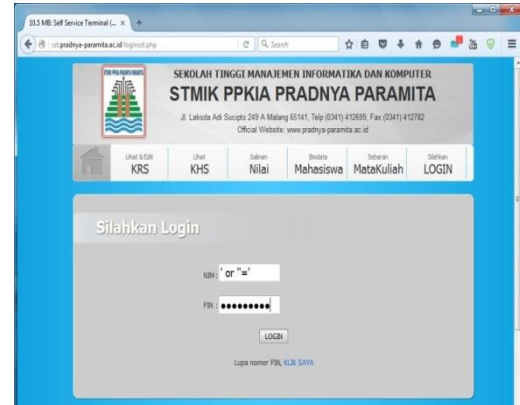 10.5 MB: Self Service Terminal (...
sst.pradnya-paramita.ac.id/loginsst.php
Search
SEKOLAH TINGGI MANAJEMEN INFORMATIKA DAN KOMPUTER
STMIK PPKIA PRADNYA PARAMITA
Jl. Laksda Adi Sucipto 249 A Malang 65141, Telp (0341) 412699, Fax (0341) 412782
Official Website: www.pradnya-paramita.ac.id
Lihat & Edit
KRS
Lihat
KHS
Salinan
Nilai
Biodata
Mahasiswa
Sebaran
MataKuliah
Silahkan
LOGIN
Silahkan Login
NIM : ' or ''='
PIN : ●●●●●●●●●
LOGIN
Lupa nomor PIN, KLIK SAYA